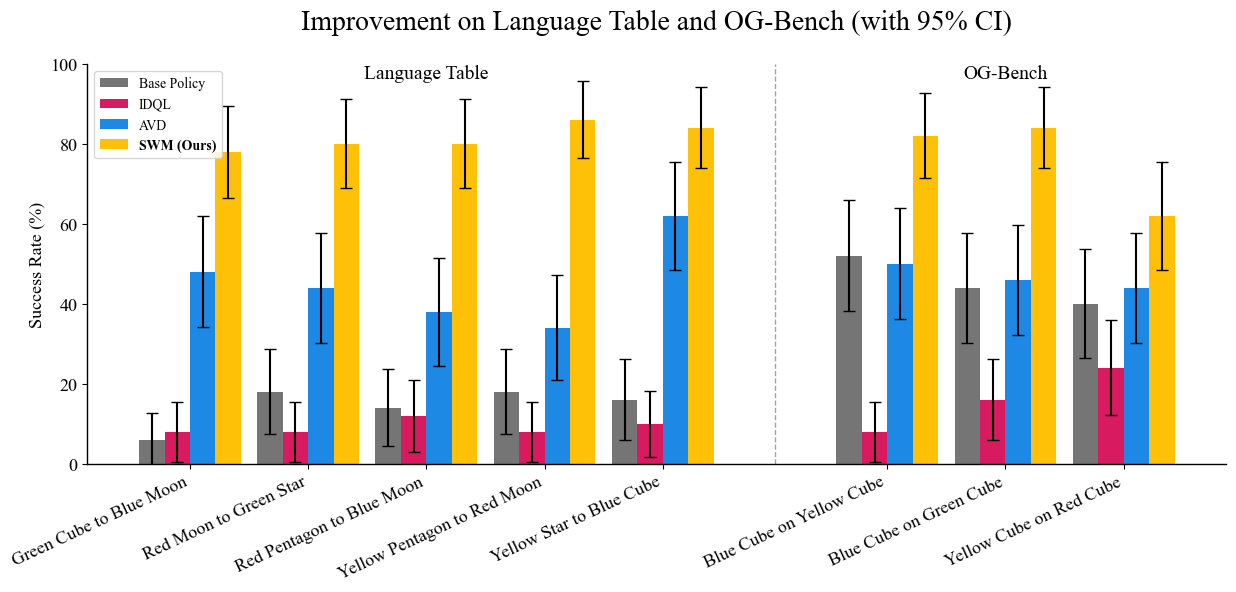 Improvement on Language Table and OG-Bench (with 95% CI)
Language Table
OG-Bench
Base Policy
IDQL
AVD
SWM (Ours)
Success Rate (%)
100
80
60
40
20
0
Green Cube to Blue Moon
Red Moon to Green Star
Red Pentagon to Blue Moon
Yellow Pentagon to Red Moon
Yellow Star to Blue Cube
Blue Cube on Yellow Cube
Blue Cube on Green Cube
Yellow Cube on Red Cube